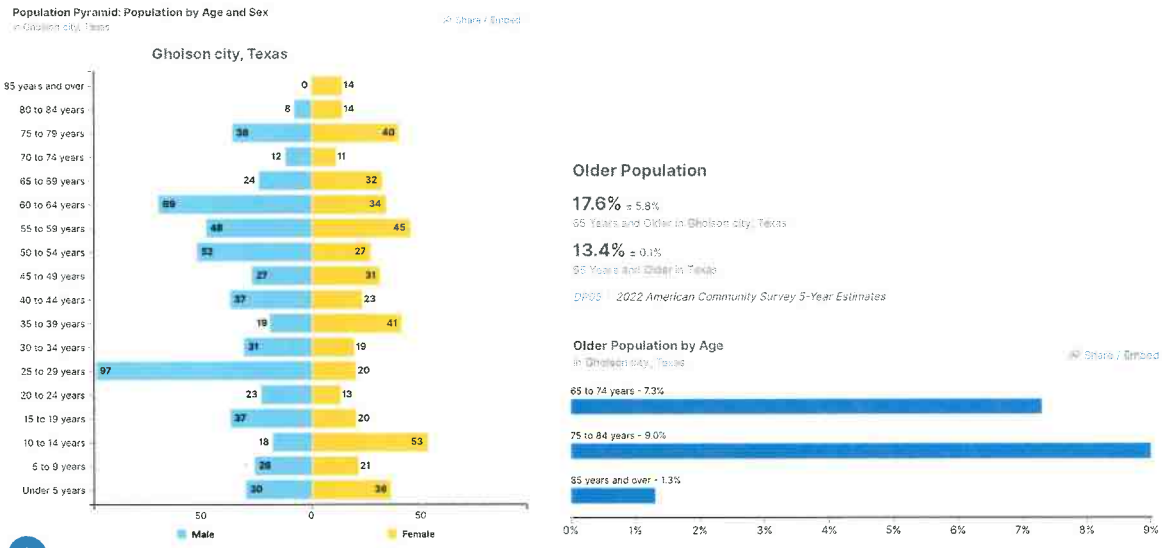 Population Pyramid: Population by Age and Sex
in Gholson city, Texas
Share / Embed
Gholson city, Texas
85 years and over
0
14
80 to 84 years
8
14
75 to 79 years
36
40
70 to 74 years
12
11
65 to 69 years
24
32
60 to 64 years
69
34
55 to 59 years
48
45
50 to 54 years
52
27
45 to 49 years
27
31
40 to 44 years
37
23
35 to 39 years
19
41
30 to 34 years
31
19
25 to 29 years
97
20
20 to 24 years
23
13
15 to 19 years
37
20
10 to 14 years
18
53
5 to 9 years
26
21
Under 5 years
30
36
50
0
50
Male
Female
Older Population
17.6% ± 5.8%
65 Years and Older in Gholson city, Texas
13.4% ± 0.1%
65 Years and Older in Texas
DP05 | 2022 American Community Survey 5-Year Estimates
Older Population by Age
in Gholson city, Texas
Share / Embed
65 to 74 years - 7.3%
75 to 84 years - 9.0%
85 years and over - 1.3%
0%
1%
2%
3%
4%
5%
6%
7%
8%
9%